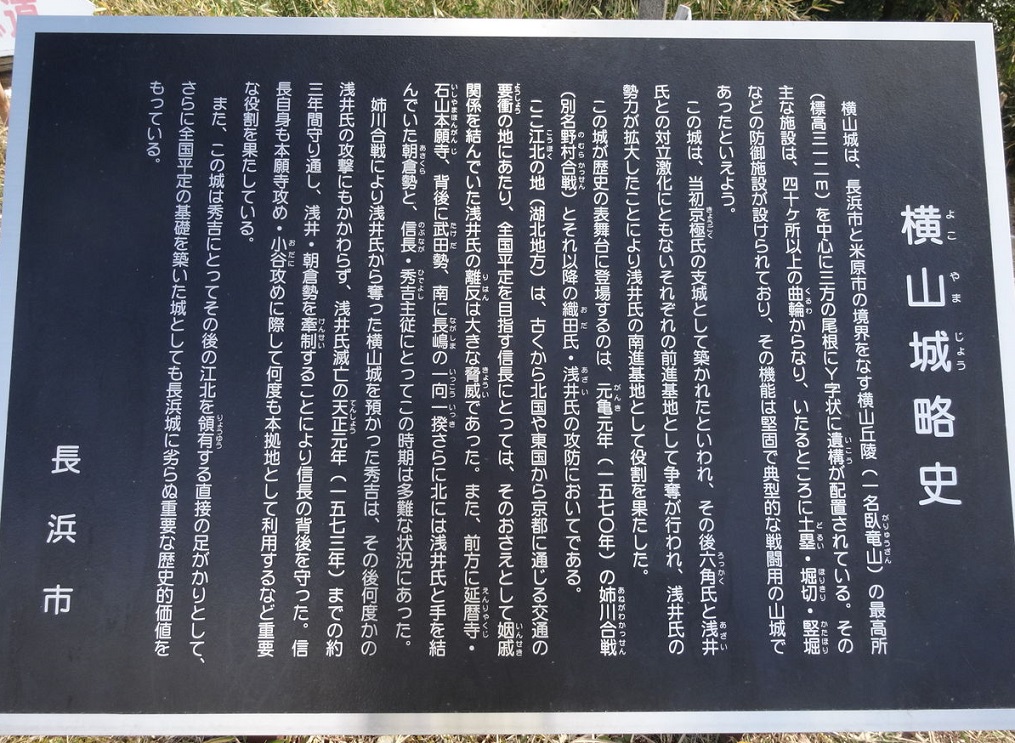 横山城略史
横山城は、長浜市と米原市の境界をなす横山丘陵（一名臥竜山）の最高所
（標高三一二ｍ）を中心に三方の尾根にＹ字状に遺構が配置されている。その
主な施設は、四十ヶ所以上の曲輪からなり、いたるところに土塁・堀切・竪堀
などの防御施設が設けられており、その機能は堅固で典型的な戦闘用の山城で
あったといえよう。
この城は、当初京極氏の支城として築かれたといわれ、その後六角氏と浅井
氏との対立激化にともないそれぞれの前進基地として争奪が行われ、浅井氏の
勢力が拡大したことにより浅井氏の南進基地として役割を果たした。
この城が歴史の表舞台に登場するのは、元亀元年（一五七〇年）の姉川合戦
（別名野村合戦）とそれ以降の織田氏・浅井氏の攻防においてである。
ここ江北の地（湖北地方）は、古くから北国や東国から京都に通じる交通の
要衝の地にあたり、全国平定を目指す信長にとっては、そのおさえとして姻戚
関係を結んでいた浅井氏の離反は大きな脅威であった。また、前方に延暦寺・
石山本願寺、背後に武田勢、南に長嶋の一向一揆さらに北には浅井氏と手を結
んでいた朝倉勢と、信長・秀吉主従にとってこの時期は多難な状況にあった。
姉川合戦により浅井氏から奪った横山城を預かった秀吉は、その後何度かの
浅井氏の攻撃にもかかわらず、浅井氏滅亡の天正元年（一五七三年）までの約
三年間守り通し、浅井・朝倉勢を牽制することにより信長の背後を守った。信
長自身も本願寺攻め・小谷攻めに際して何度も本拠地として利用するなど重要
な役割を果たしている。
また、この城は秀吉にとってその後の江北を領有する直接の足がかりとして、
さらに全国平定の基礎を築いた城としても長浜城に劣らぬ重要な歴史的価値を
もっている。
長浜市